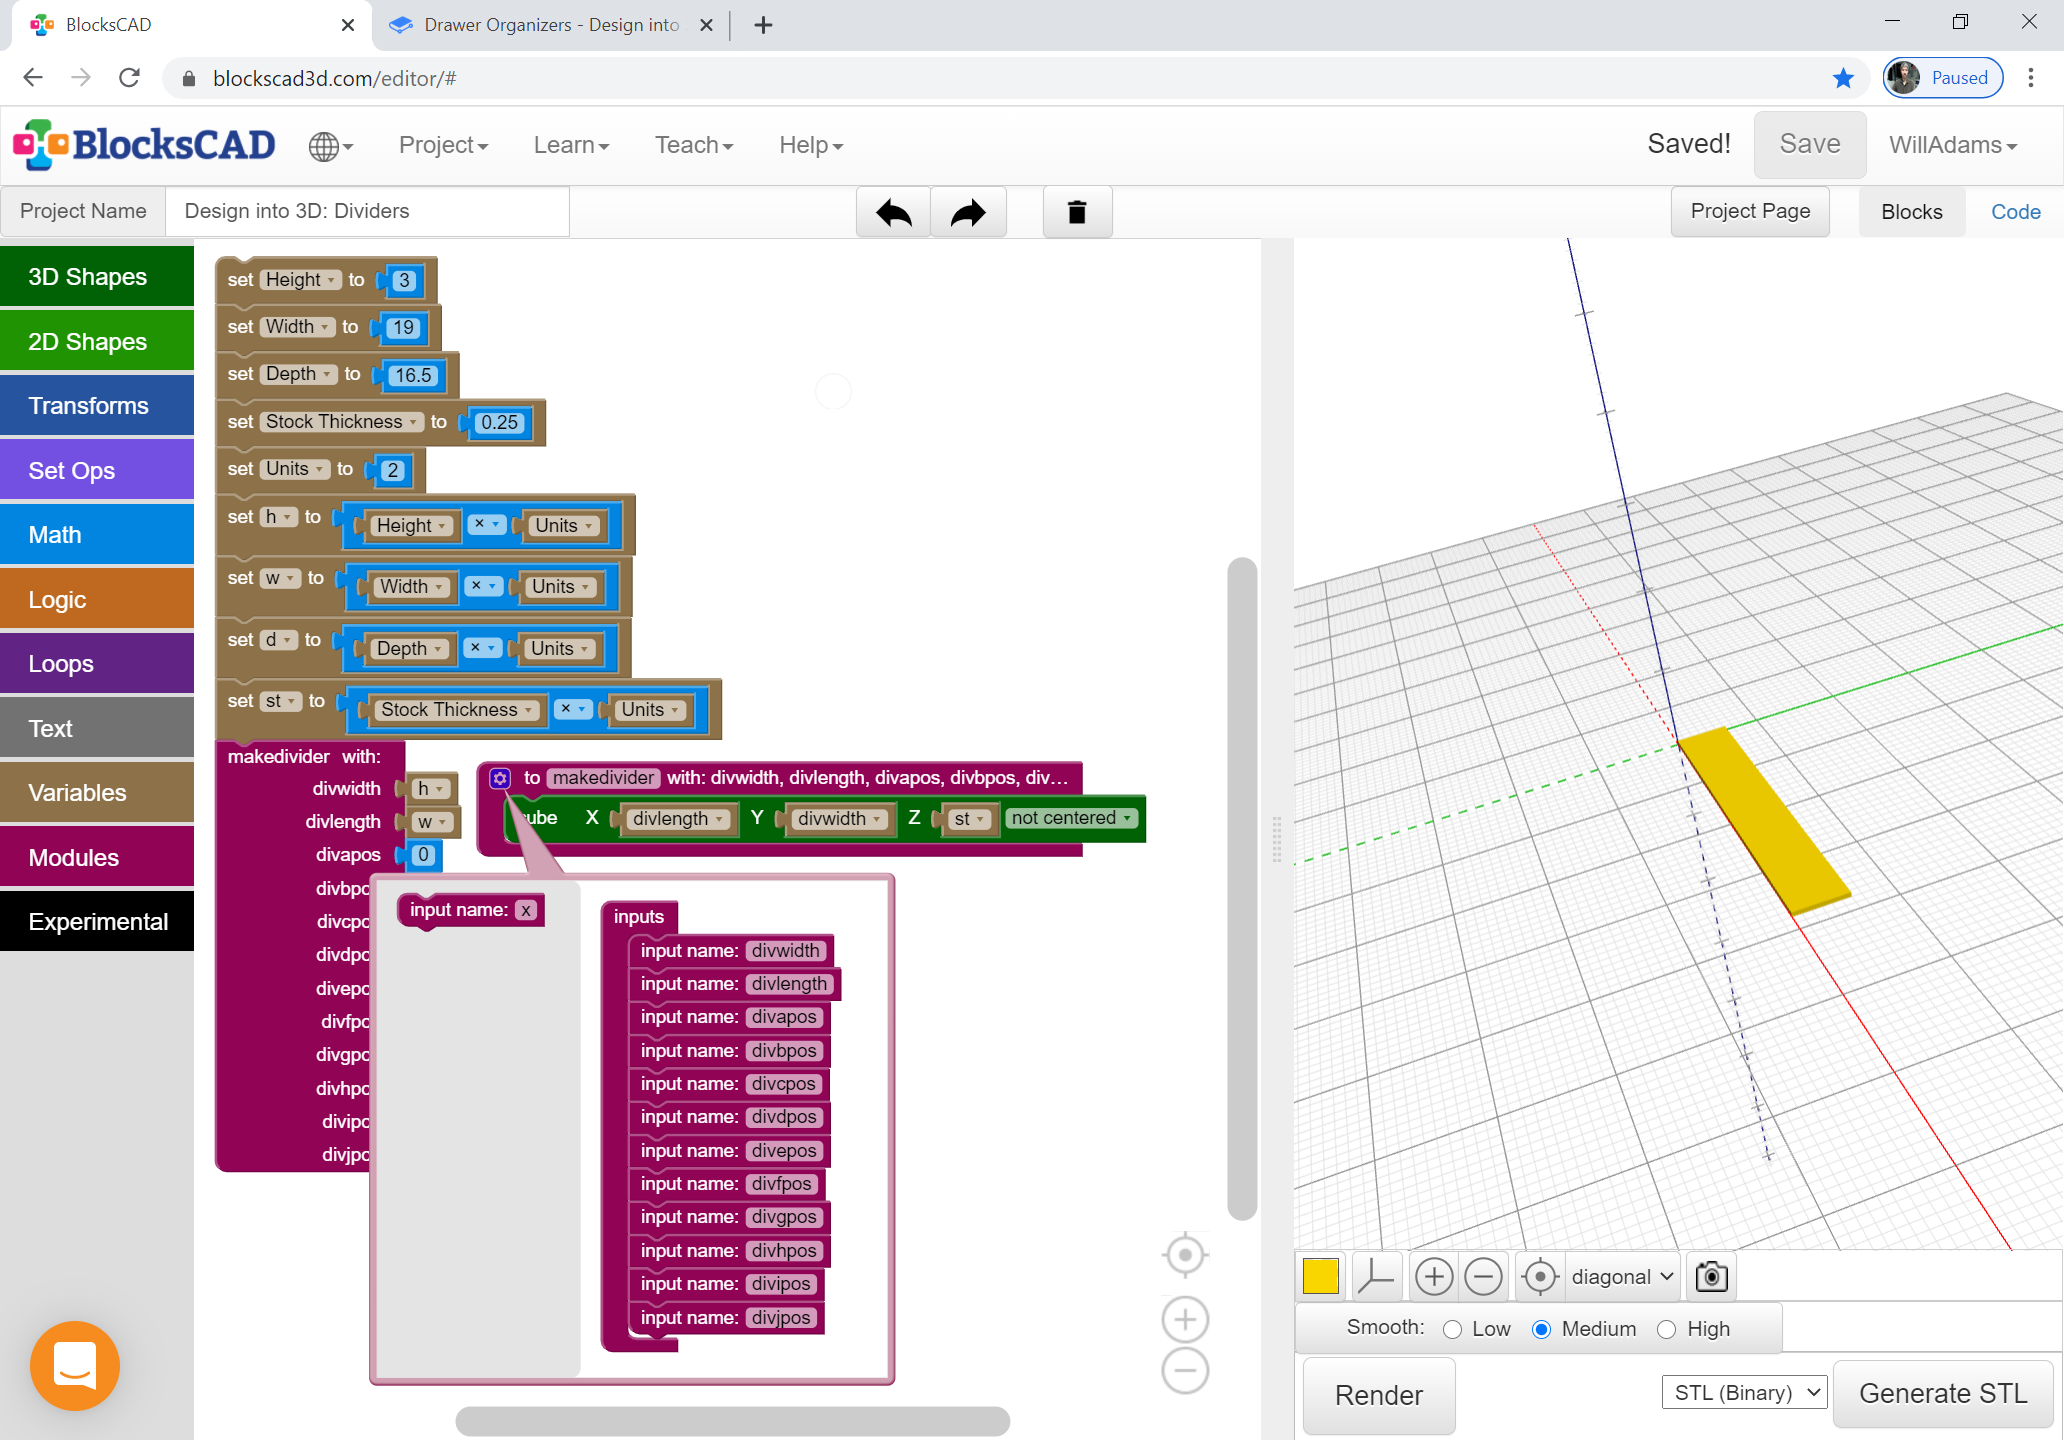 BlocksCAD
Drawer Organizers - Design into
blockscad3d.com/editor/#
Paused
BlocksCAD
Project
Learn
Teach
Help
Saved!
Save
WillAdams
Project Name
Design into 3D: Dividers
Project Page
Blocks
Code
3D Shapes
2D Shapes
Transforms
Set Ops
Math
Logic
Loops
Text
Variables
Modules
Experimental
set Height to 3
set Width to 19
set Depth to 16.5
set Stock Thickness to 0.25
set Units to 2
set h to Height × Units
set w to Width × Units
set d to Depth × Units
set st to Stock Thickness × Units
makedivider with:
divwidth h
divlength w
divapos 0
divbpo
divcpo
divdpo
divepo
divfpo
divgpo
divhpo
divipo
divjpo
to makedivider with: divwidth, divlength, divapos, divbpos, div...
ube X divlength Y divwidth Z st not centered
input name: x
inputs
input name: divwidth
input name: divlength
input name: divapos
input name: divbpos
input name: divcpos
input name: divdpos
input name: divepos
input name: divfpos
input name: divgpos
input name: divhpos
input name: divipos
input name: divjpos
diagonal
Smooth: Low Medium High
Render
STL (Binary)
Generate STL